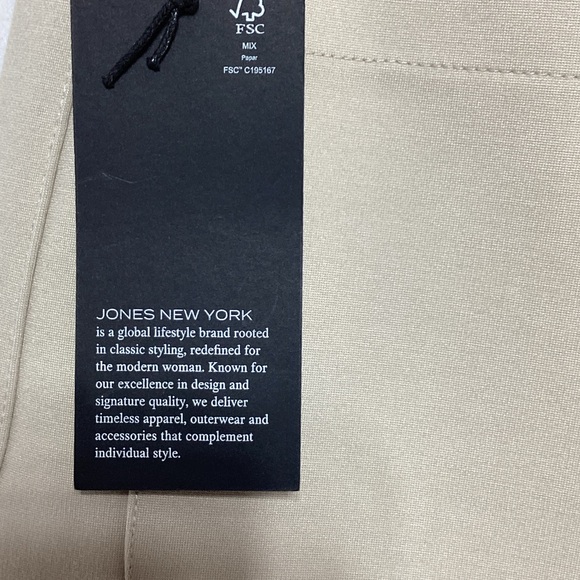 FSC
MIX
Paper
FSC™ C195167
JONES NEW YORK
is a global lifestyle brand rooted
in classic styling, redefined for
the modern woman. Known for
our excellence in design and
signature quality, we deliver
timeless apparel, outerwear and
accessories that complement
individual style.